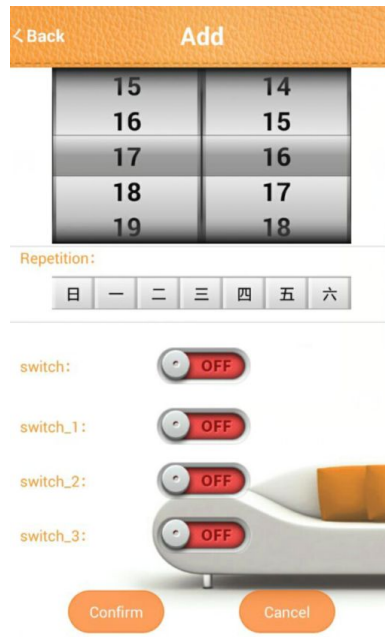 < Back Add
15 14
16 15
17 16
18 17
19 18
Repetition:
日 一 二 三 四 五 六
switch: OFF
switch_1: OFF
switch_2: OFF
switch_3: OFF
Confirm Cancel